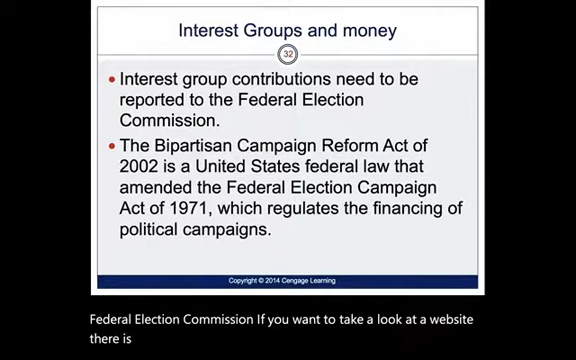 Interest Groups and money
32
• Interest group contributions need to be
reported to the Federal Election
Commission.
• The Bipartisan Campaign Reform Act of
2002 is a United States federal law that
amended the Federal Election Campaign
Act of 1971, which regulates the financing of
political campaigns.
Copyright © 2014 Cengage Learning
Federal Election Commission If you want to take a look at a website
there is